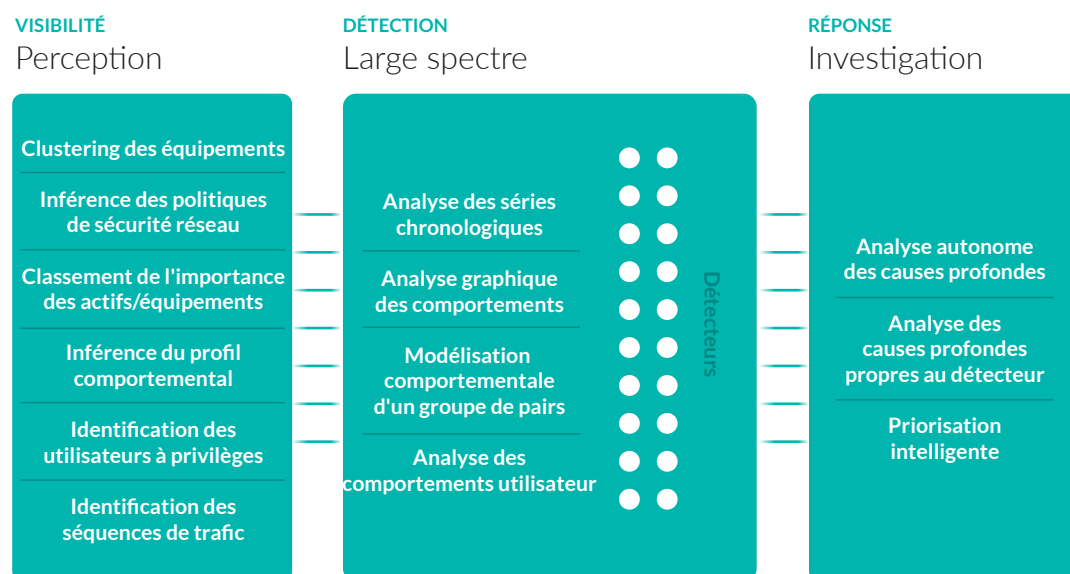 VISIBILITÉ
Perception
Clustering des équipements
Inférence des politiques
de sécurité réseau
Classement de l'importance
des actifs/équipements
Inférence du profil
comportemental
Identification des
utilisateurs à privilèges
Identification des
séquences de trafic
DÉTECTION
Large spectre
Analyse des séries
chronologiques
Analyse graphique
des comportements
Modélisation
comportementale
d'un groupe de pairs
Analyse des
comportements utilisateur
Détecteurs
RÉPONSE
Investigation
Analyse autonome
des causes profondes
Analyse des
causes profondes
propres au détecteur
Priorisation
intelligente